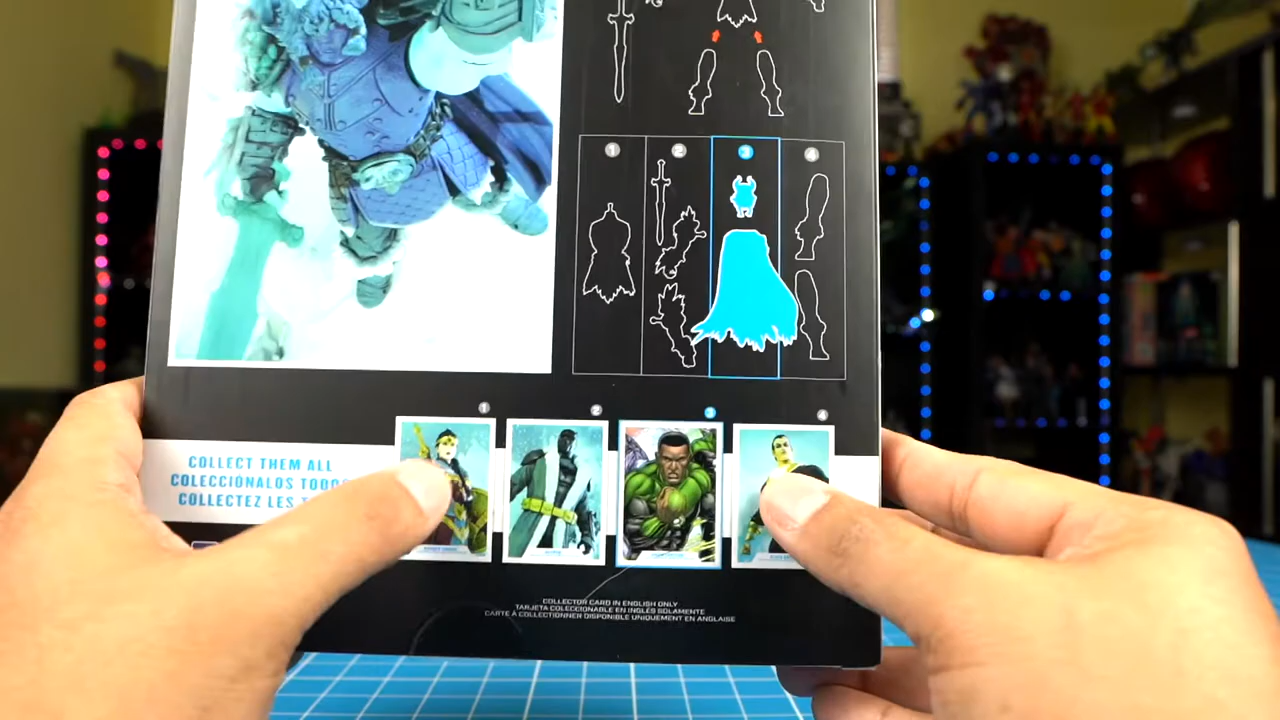 1
2
3
4
1
2
3
4
COLLECT THEM ALL
COLECCIÓNALOS TODOS
COLLECTEZ LES
COLLECTOR CARD IN ENGLISH ONLY
TARJETA COLECCIONABLE EN INGLÉS SOLAMENTE
CARTE À COLLECTIONNER DISPONIBLE UNIQUEMENT EN ANGLAISE